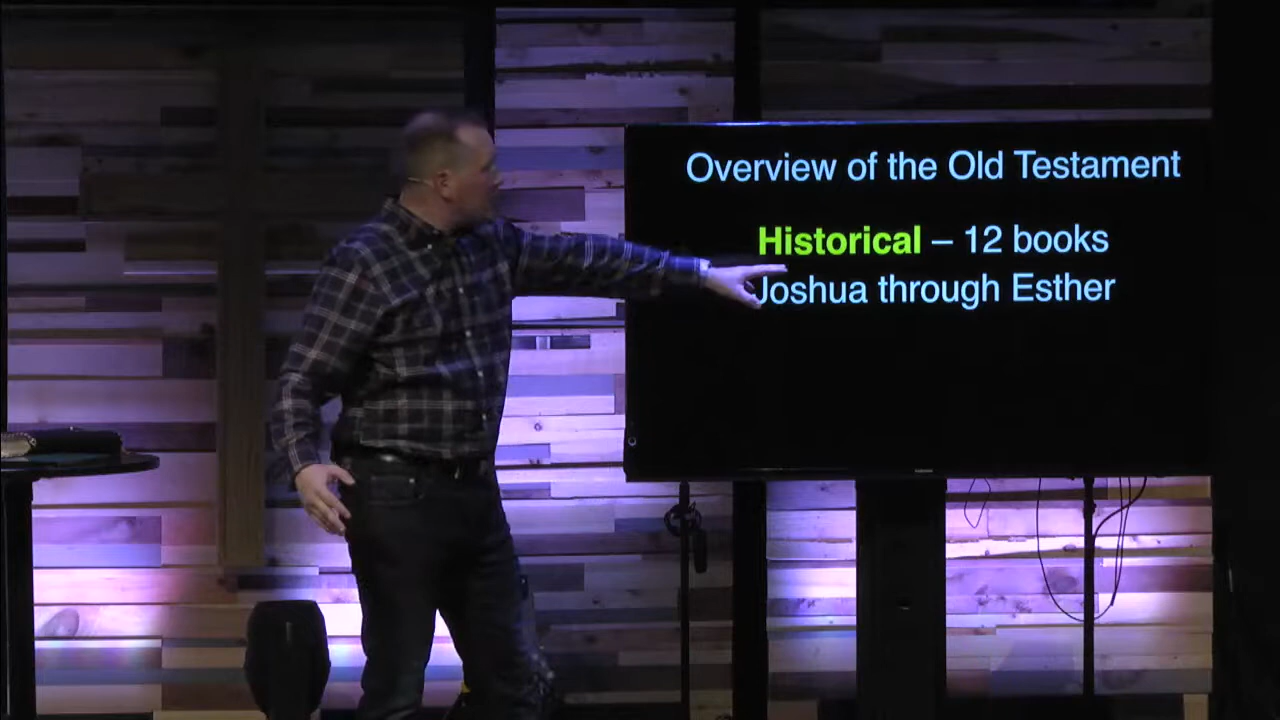 Overview of the Old Testament
Historical – 12 books
Joshua through Esther